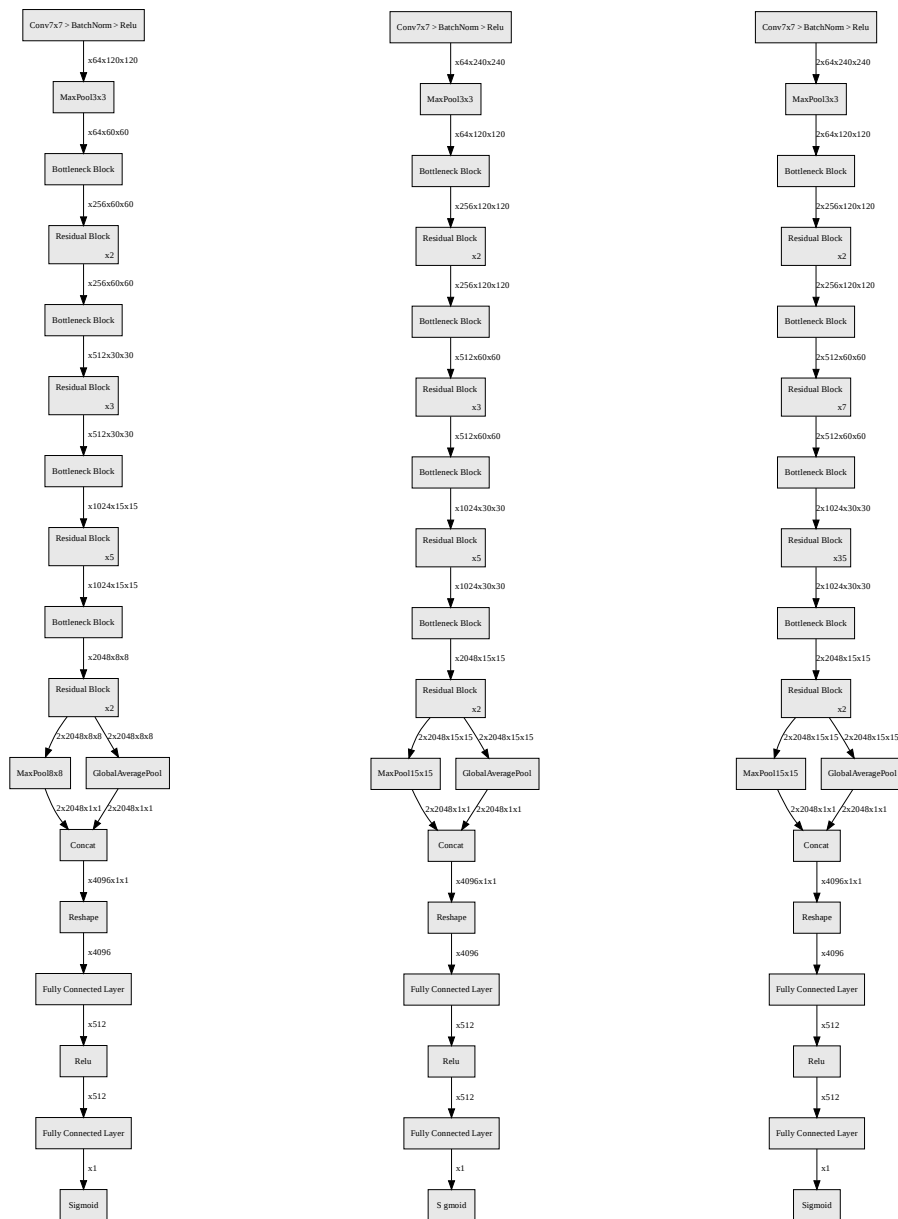 Conv7x7 > BatchNorm > Relu
x64x120x120
MaxPool3x3
x64x60x60
Bottleneck Block
x256x60x60
Residual Block
x2
x256x60x60
Bottleneck Block
x512x30x30
Residual Block
x3
x512x30x30
Bottleneck Block
x1024x15x15
Residual Block
x5
x1024x15x15
Bottleneck Block
x2048x8x8
Residual Block
x2
2x2048x8x8
2x2048x8x8
MaxPool8x8
GlobalAveragePool
2x2048x1x1
2x2048x1x1
Concat
x4096x1x1
Reshape
x4096
Fully Connected Layer
x512
Relu
x512
Fully Connected Layer
x1
Sigmoid
Conv7x7 > BatchNorm > Relu
x64x240x240
MaxPool3x3
x64x120x120
Bottleneck Block
x256x120x120
Residual Block
x2
x256x120x120
Bottleneck Block
x512x60x60
Residual Block
x3
x512x60x60
Bottleneck Block
x1024x30x30
Residual Block
x5
x1024x30x30
Bottleneck Block
x2048x15x15
Residual Block
x2
2x2048x15x15
2x2048x15x15
MaxPool15x15
GlobalAveragePool
2x2048x1x1
2x2048x1x1
Concat
x4096x1x1
Reshape
x4096
Fully Connected Layer
x512
Relu
x512
Fully Connected Layer
x1
S gmoid
Conv7x7 > BatchNorm > Relu
2x64x240x240
MaxPool3x3
2x64x120x120
Bottleneck Block
2x256x120x120
Residual Block
x2
2x256x120x120
Bottleneck Block
2x512x60x60
Residual Block
x7
2x512x60x60
Bottleneck Block
2x1024x30x30
Residual Block
x35
2x1024x30x30
Bottleneck Block
2x2048x15x15
Residual Block
x2
2x2048x15x15
2x2048x15x15
MaxPool15x15
GlobalAveragePool
2x2048x1x1
2x2048x1x1
Concat
x4096x1x1
Reshape
x4096
Fully Connected Layer
x512
Relu
x512
Fully Connected Layer
x1
Sigmoid